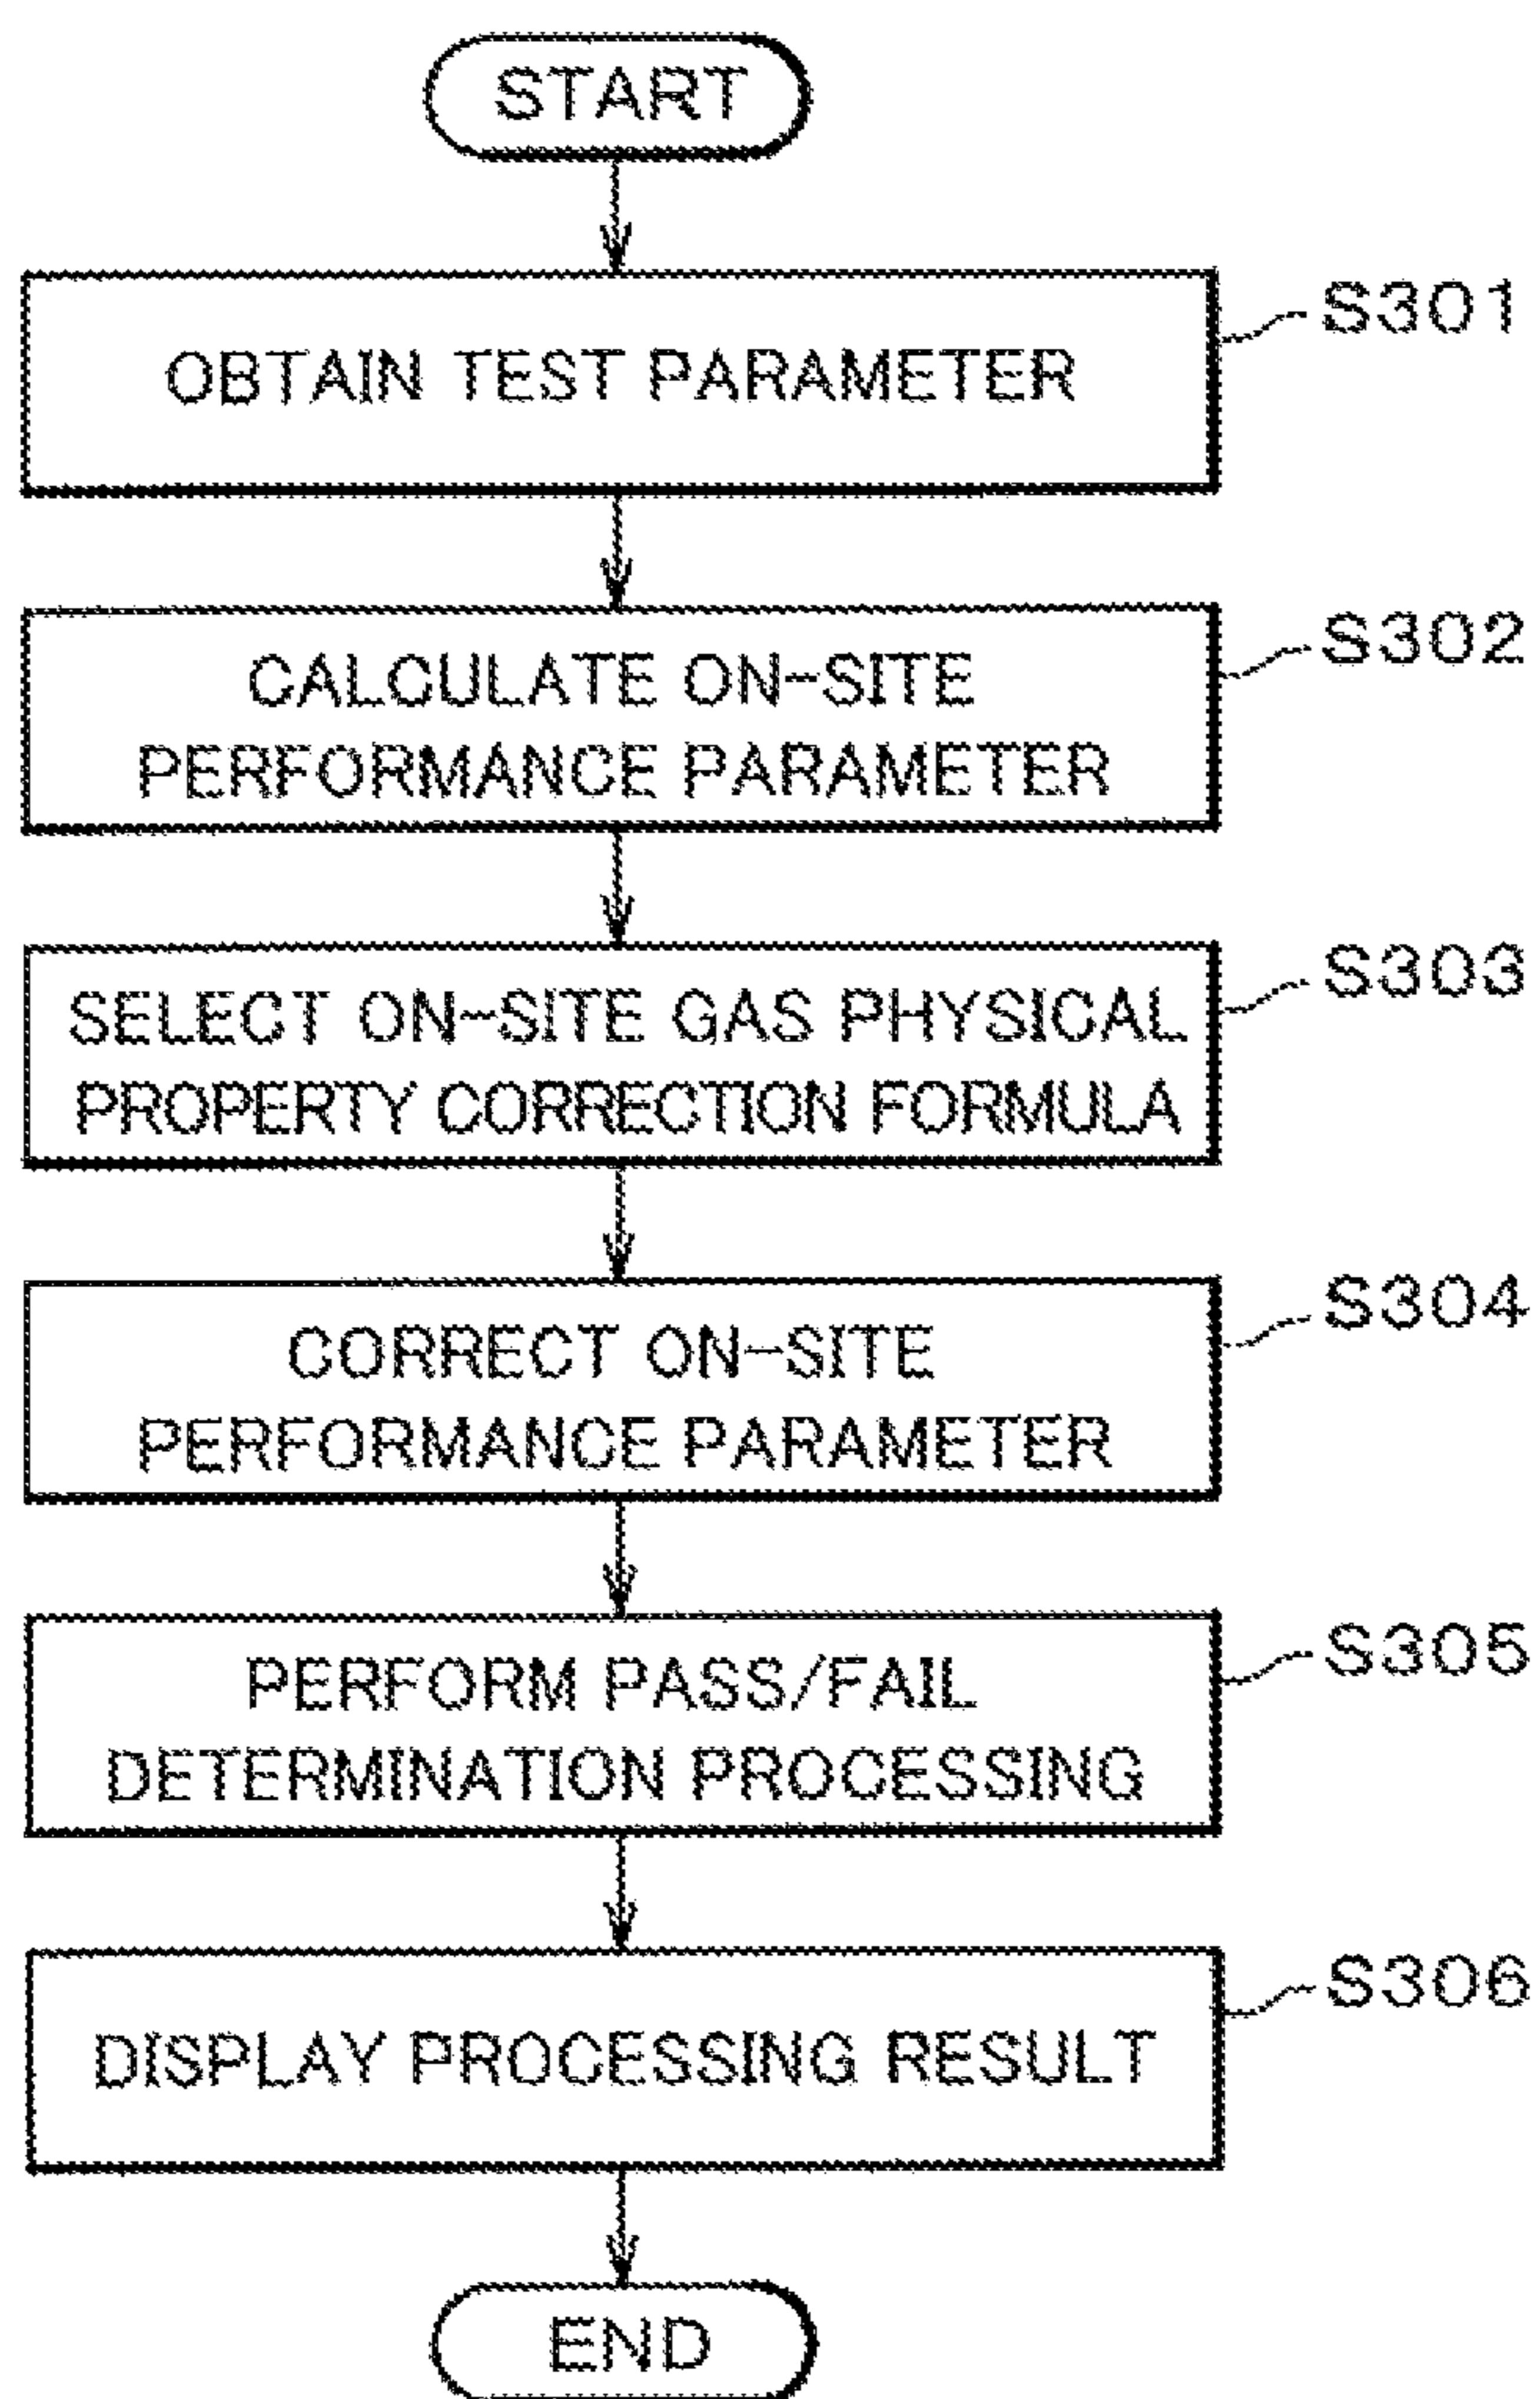 START
S301
OBTAIN TEST PARAMETER
S302
CALCULATE ON-SITE
PERFORMANCE PARAMETER
S303
SELECT ON-SITE GAS PHYSICAL
PROPERTY CORRECTION FORMULA
S304
CORRECT ON-SITE
PERFORMANCE PARAMETER
S305
PERFORM PASS/FAIL
DETERMINATION PROCESSING
S306
DISPLAY PROCESSING RESULT
END